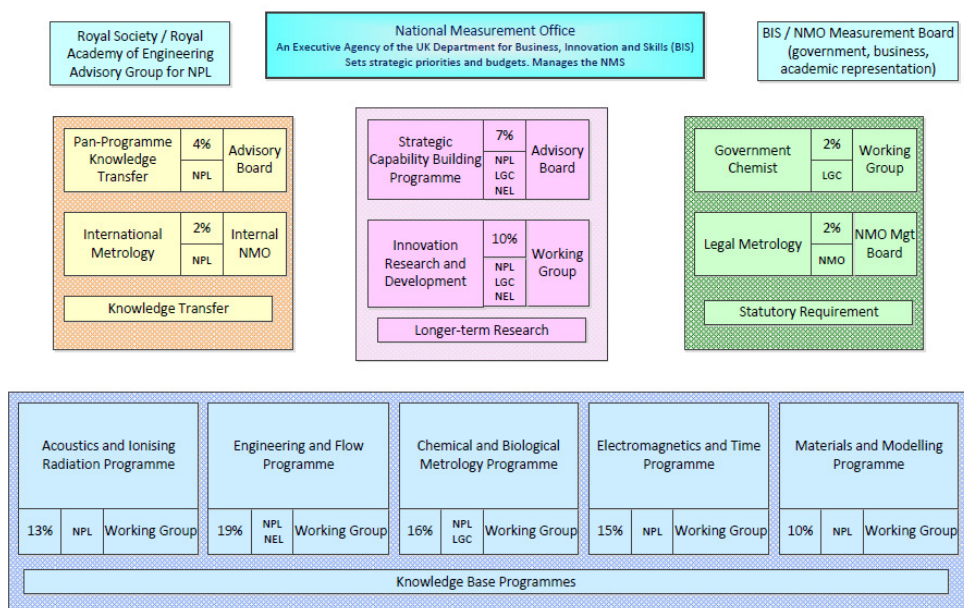 Royal Society / Royal
Academy of Engineering
Advisory Group for NPL
National Measurement Office
An Executive Agency of the UK Department for Business, Innovation and Skills (BIS)
Sets strategic priorities and budgets. Manages the NMS
BIS / NMO Measurement Board
(government, business,
academic representation)
Pan-Programme
Knowledge
Transfer
4%
NPL
Advisory
Board
International
Metrology
2%
NPL
Internal
NMO
Knowledge Transfer
Strategic
Capability Building
Programme
7%
NPL
LGC
NEL
Advisory
Board
Innovation
Research and
Development
10%
NPL
LGC
NEL
Working
Group
Longer-term Research
Government
Chemist
2%
LGC
Working
Group
Legal Metrology
2%
NMO
NMO Mgt
Board
Statutory Requirement
Acoustics and Ionising
Radiation Programme
13%
NPL
Working Group
Engineering and Flow
Programme
19%
NPL
NEL
Working Group
Chemical and Biological
Metrology Programme
16%
NPL
LGC
Working Group
Electromagnetics and Time
Programme
15%
NPL
Working Group
Materials and Modelling
Programme
10%
NPL
Working Group
Knowledge Base Programmes